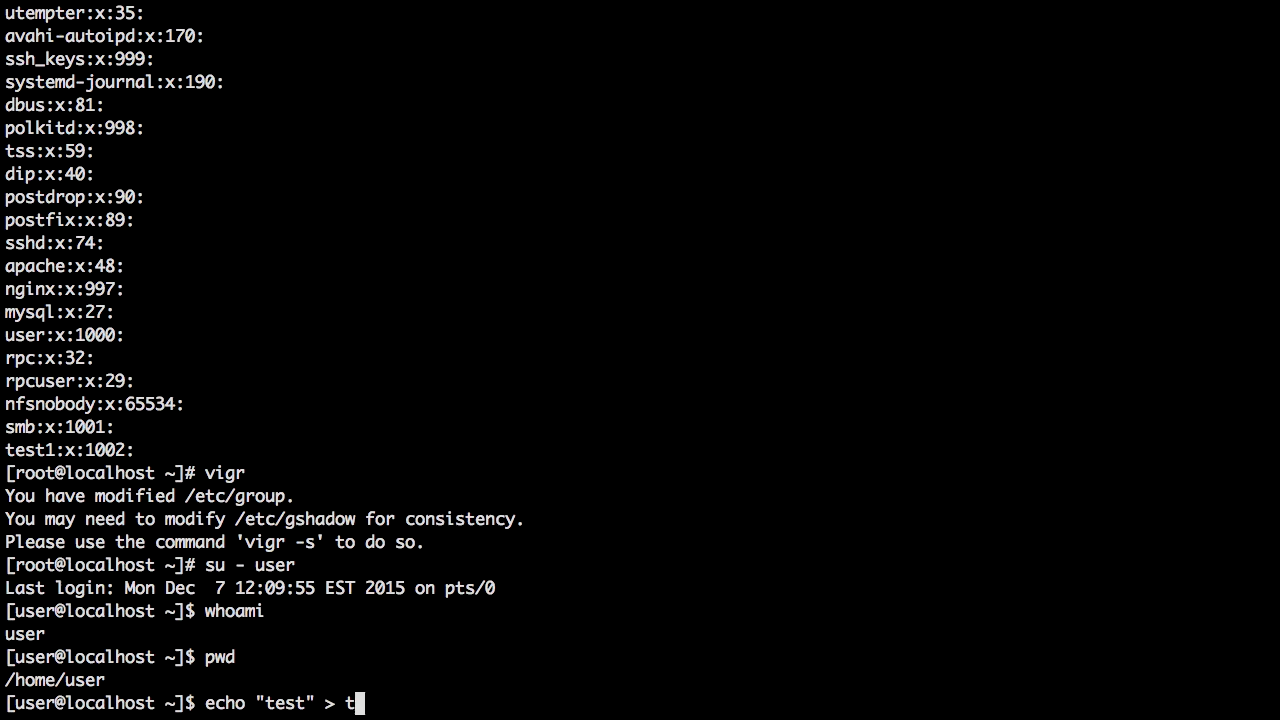 utempter:x:35:
avahi-autoipd:x:170:
ssh_keys:x:999:
systemd-journal:x:190:
dbus:x:81:
polkitd:x:998:
tss:x:59:
dip:x:40:
postdrop:x:90:
postfix:x:89:
sshd:x:74:
apache:x:48:
nginx:x:997:
mysql:x:27:
user:x:1000:
rpc:x:32:
rpcuser:x:29:
nfsnobody:x:65534:
smb:x:1001:
test1:x:1002:
[root@localhost ~]# vigr
You have modified /etc/group.
You may need to modify /etc/gshadow for consistency.
Please use the command 'vigr -s' to do so.
[root@localhost ~]# su - user
Last login: Mon Dec  7 12:09:55 EST 2015 on pts/0
[user@localhost ~]$ whoami
user
[user@localhost ~]$ pwd
/home/user
[user@localhost ~]$ echo "test" > t